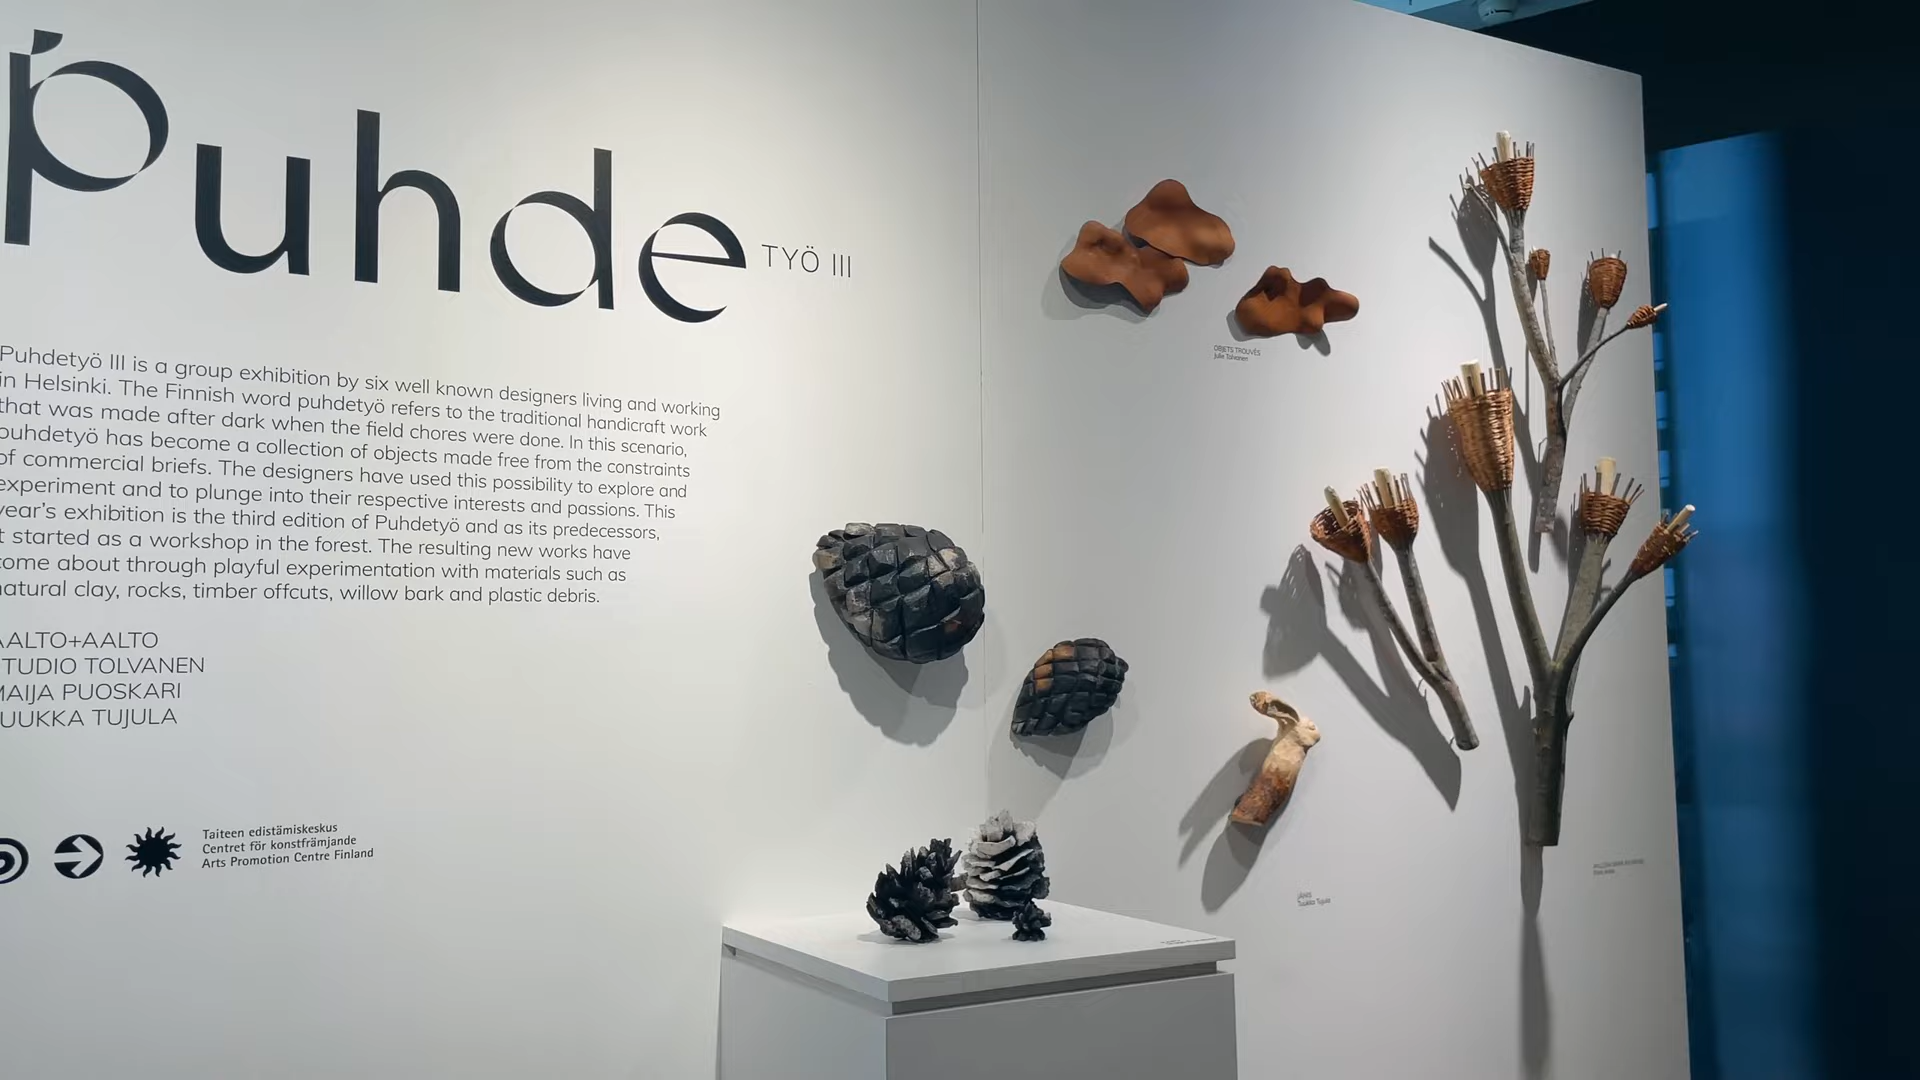 Puhde TYÖ III
Puhdetyö III is a group exhibition by six well known designers living and working
in Helsinki. The Finnish word puhdetyö refers to the traditional handicraft work
that was made after dark when the field chores were done. In this scenario,
puhdetyö has become a collection of objects made free from the constraints
of commercial briefs. The designers have used this possibility to explore and
experiment and to plunge into their respective interests and passions. This
year's exhibition is the third edition of Puhdetyö and as its predecessors,
t started as a workshop in the forest. The resulting new works have
come about through playful experimentation with materials such as
natural clay, rocks, timber offcuts, willow bark and plastic debris.
AALTO+AALTO
TUDIO TOLVANEN
MAIJA PUOSKARI
UUKKA TUJULA
Taiteen edistämiskeskus
Centret för konstfrämjande
Arts Promotion Centre Finland
OBJETS TROUVÉS
Julie Tolvanen
JÄNIS
Tuukka Tujula